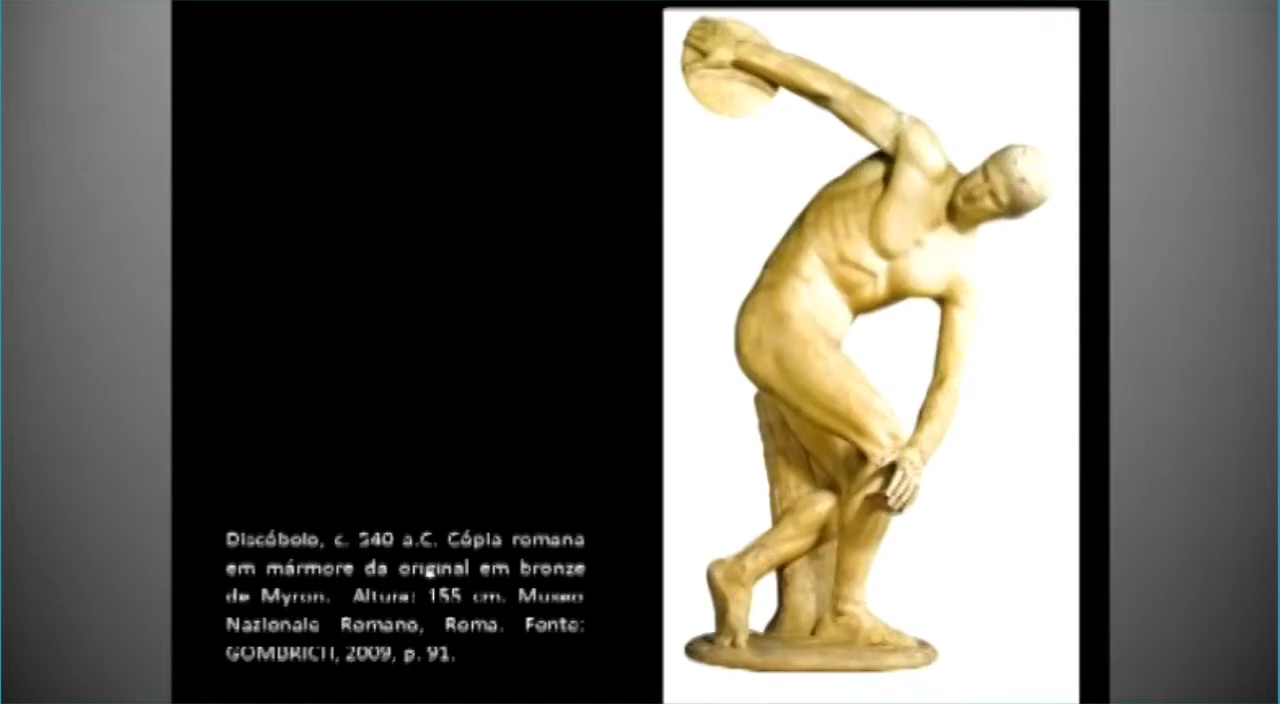 Discóbolo, c. 540 a.C. Cópia romana
em mármore da original em bronze
de Myron. Altura: 155 cm. Museo
Nazionale Romano, Roma. Fonte:
GOMBRICH, 2009, p. 91.